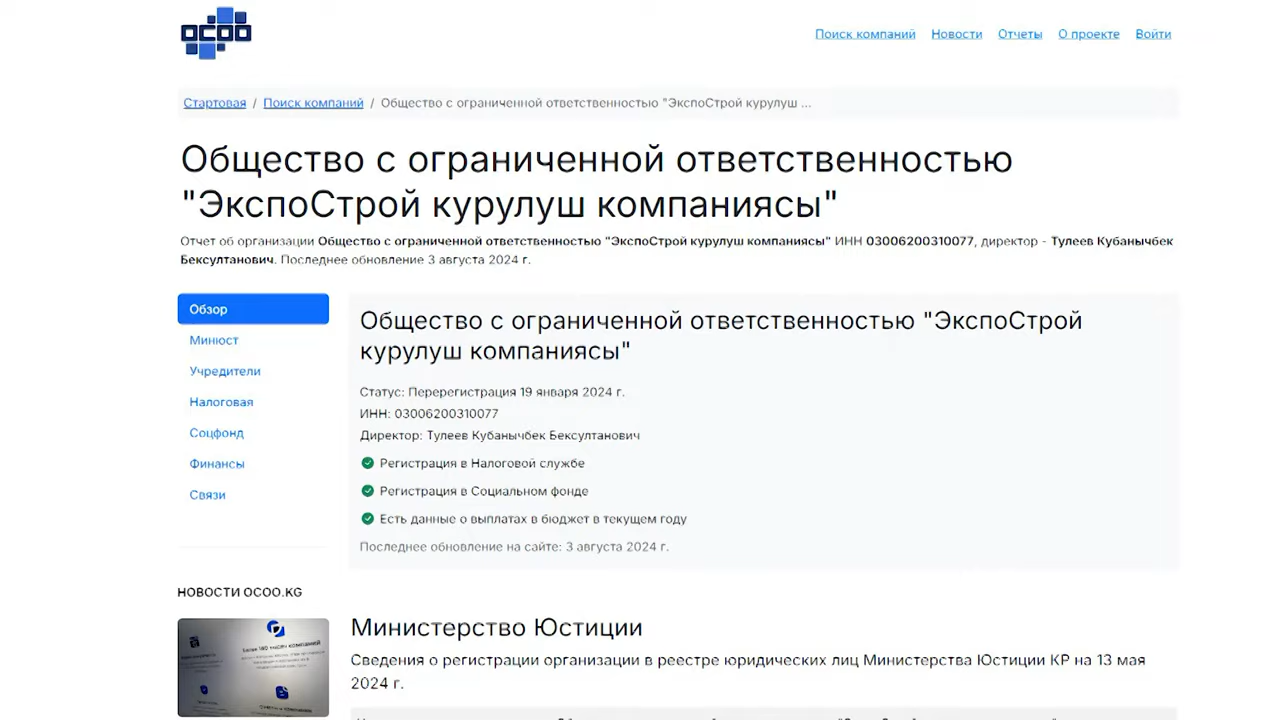 осоо
Поиск компаний Новости Отчеты О проекте Войти
Стартовая / Поиск компаний / Общество с ограниченной ответственностью "ЭкспоСтрой курулуш ...
Общество с ограниченной ответственностью
"ЭкспоСтрой курулуш компаниясы"
Отчет об организации Общество с ограниченной ответственностью "ЭкспоСтрой курулуш компаниясы" ИНН 03006200310077, директор - Тулеев Кубанычбек
Бексултанович. Последнее обновление 3 августа 2024 г.
Обзор
Минюст
Учредители
Налоговая
Соцфонд
Финансы
Связи
Общество с ограниченной ответственностью "ЭкспоСтрой
курулуш компаниясы"
Статус: Перерегистрация 19 января 2024 г.
ИНН: 03006200310077
Директор: Тулеев Кубанычбек Бексултанович
Регистрация в Налоговой службе
Регистрация в Социальном фонде
Есть данные о выплатах в бюджет в текущем году
Последнее обновление на сайте: 3 августа 2024 г.
НОВОСТИ OCOO.KG
Более 180 тысяч компаний
Министерство Юстиции
Сведения о регистрации организации в реестре юридических лиц Министерства Юстиции КР на 13 мая
2024 г.